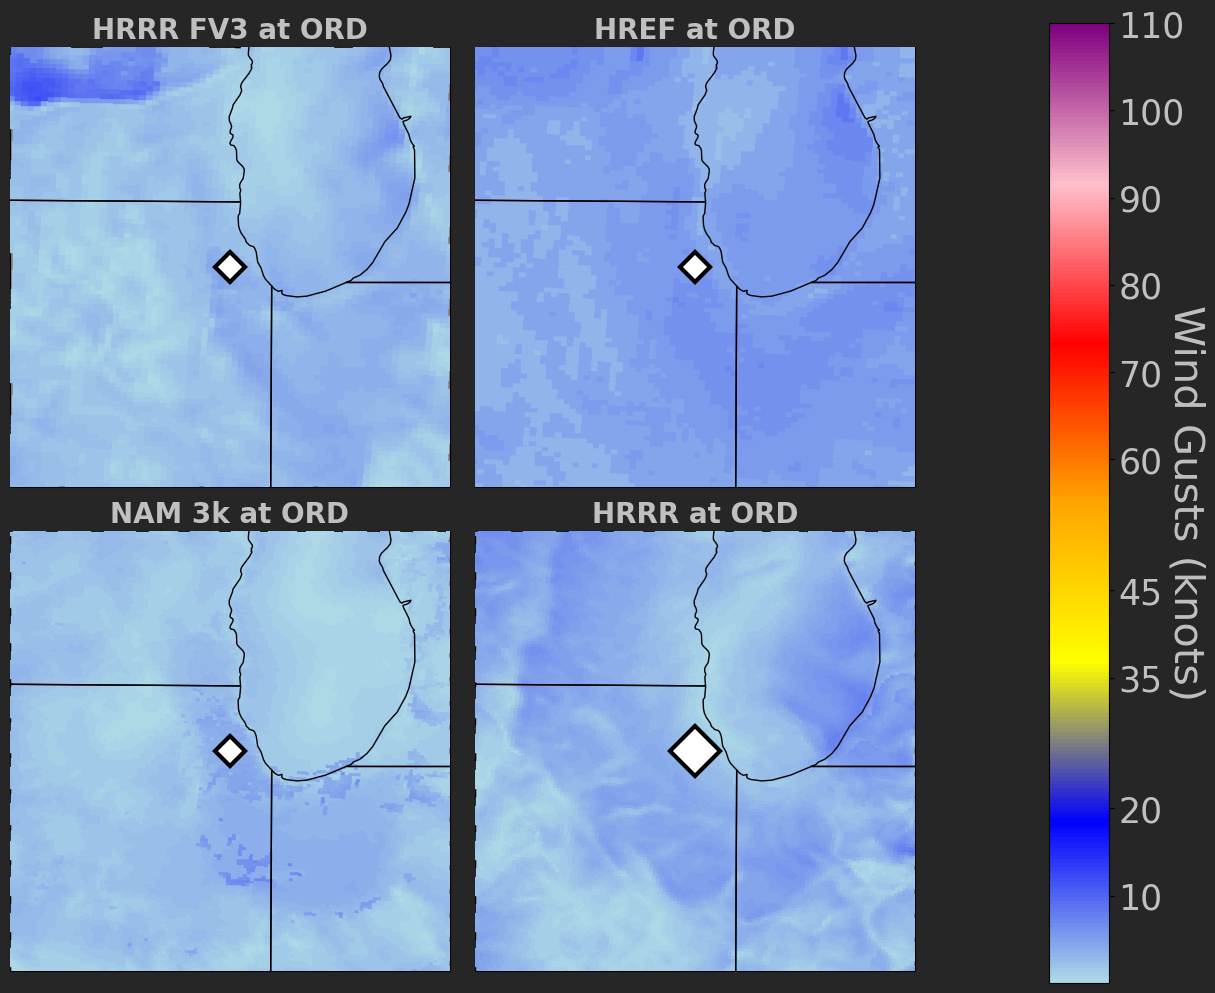 HRRR FV3 at ORD
HREF at ORD
NAM 3k at ORD
HRRR at ORD
110
100
90
80
70
60
45
35
20
10
Wind Gusts (knots)